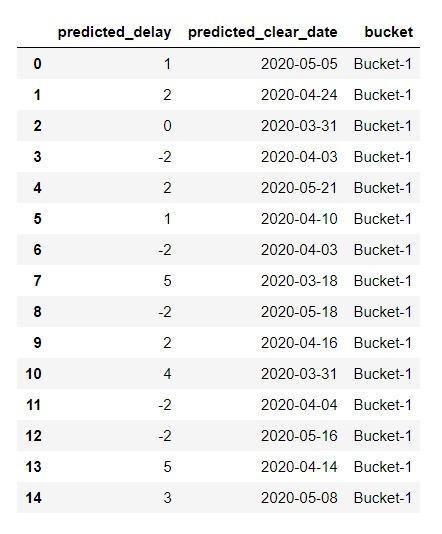 predicted_delay predicted_clear_date bucket
0 1 2020-05-05 Bucket-1
1 2 2020-04-24 Bucket-1
2 0 2020-03-31 Bucket-1
3 -2 2020-04-03 Bucket-1
4 2 2020-05-21 Bucket-1
5 1 2020-04-10 Bucket-1
6 -2 2020-04-03 Bucket-1
7 5 2020-03-18 Bucket-1
8 -2 2020-05-18 Bucket-1
9 2 2020-04-16 Bucket-1
10 4 2020-03-31 Bucket-1
11 -2 2020-04-04 Bucket-1
12 -2 2020-05-16 Bucket-1
13 5 2020-04-14 Bucket-1
14 3 2020-05-08 Bucket-1